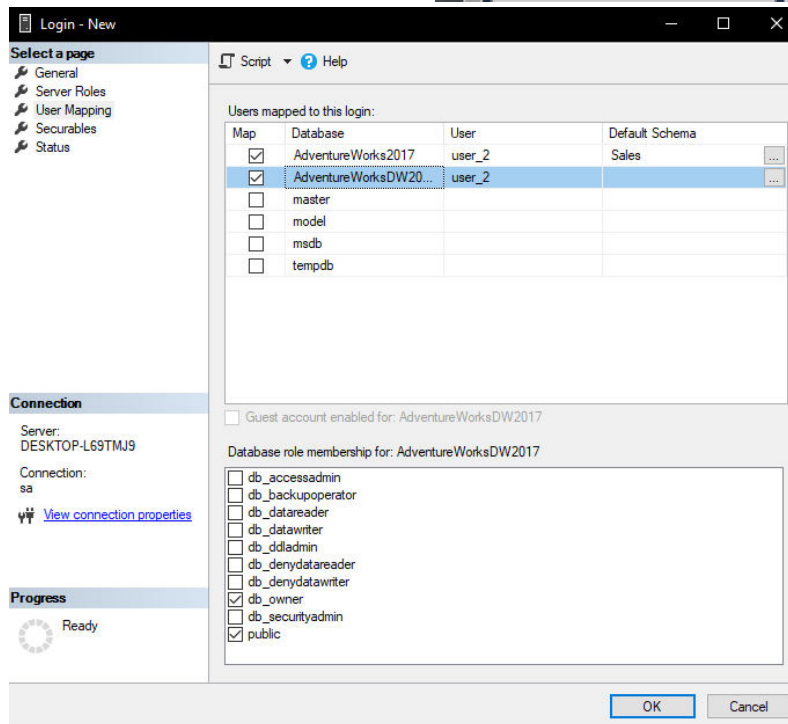 Login - New
Select a page
General
Server Roles
User Mapping
Securables
Status
Script Help
Users mapped to this login:
Map Database User Default Schema
AdventureWorks2017 user_2 Sales ...
AdventureWorksDW20... user_2 ...
master
model
msdb
tempdb
Guest account enabled for: AdventureWorksDW2017
Database role membership for: AdventureWorksDW2017
db_accessadmin
db_backupoperator
db_datareader
db_datawriter
db_ddladmin
db_denydatareader
db_denydatawriter
db_owner
db_securityadmin
public
Connection
Server:
DESKTOP-L69TMJ9
Connection:
sa
View connection properties
Progress
Ready
OK Cancel